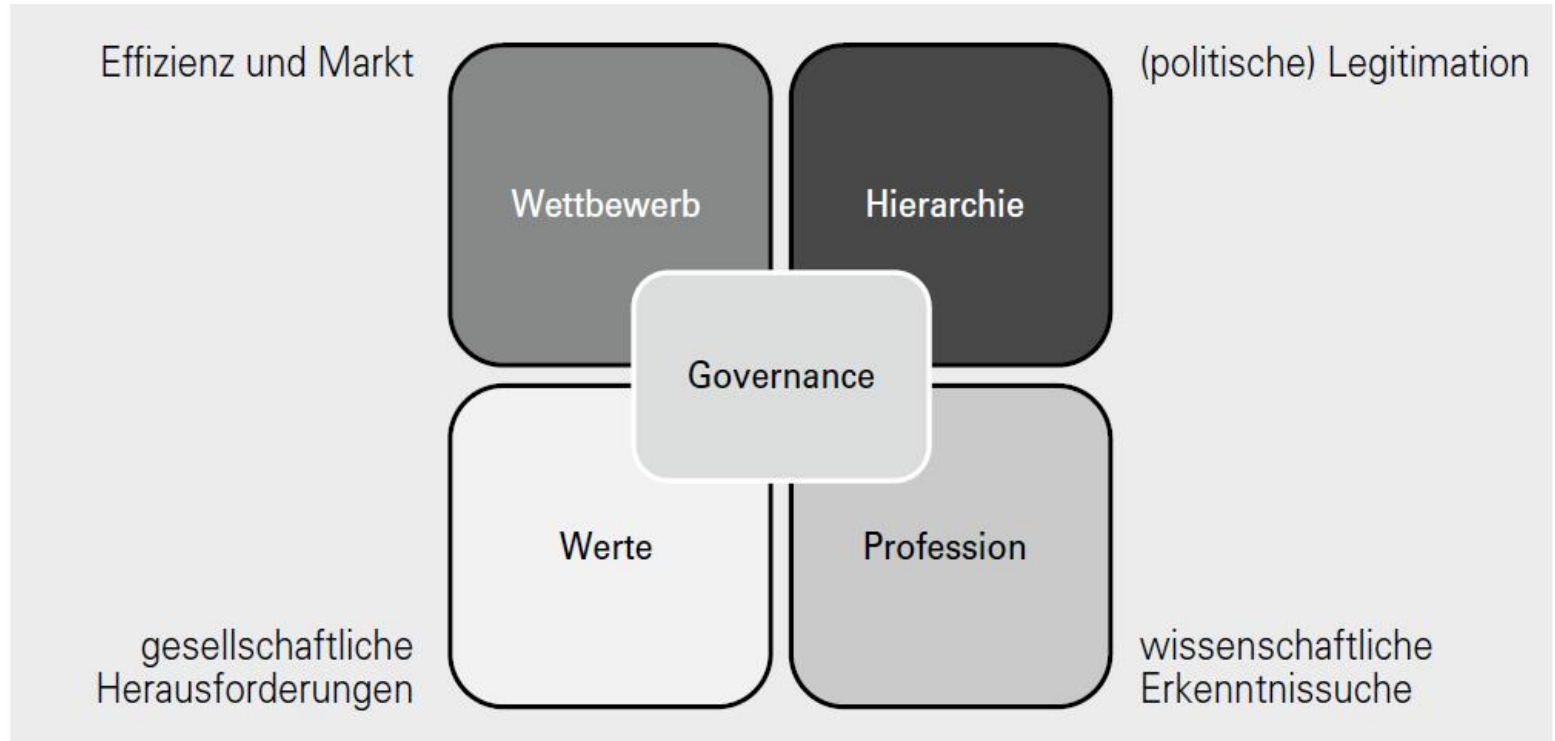 Effizienz und Markt
(politische) Legitimation
Wettbewerb
Hierarchie
Governance
Werte
Profession
gesellschaftliche
Herausforderungen
wissenschaftliche
Erkenntnissuche